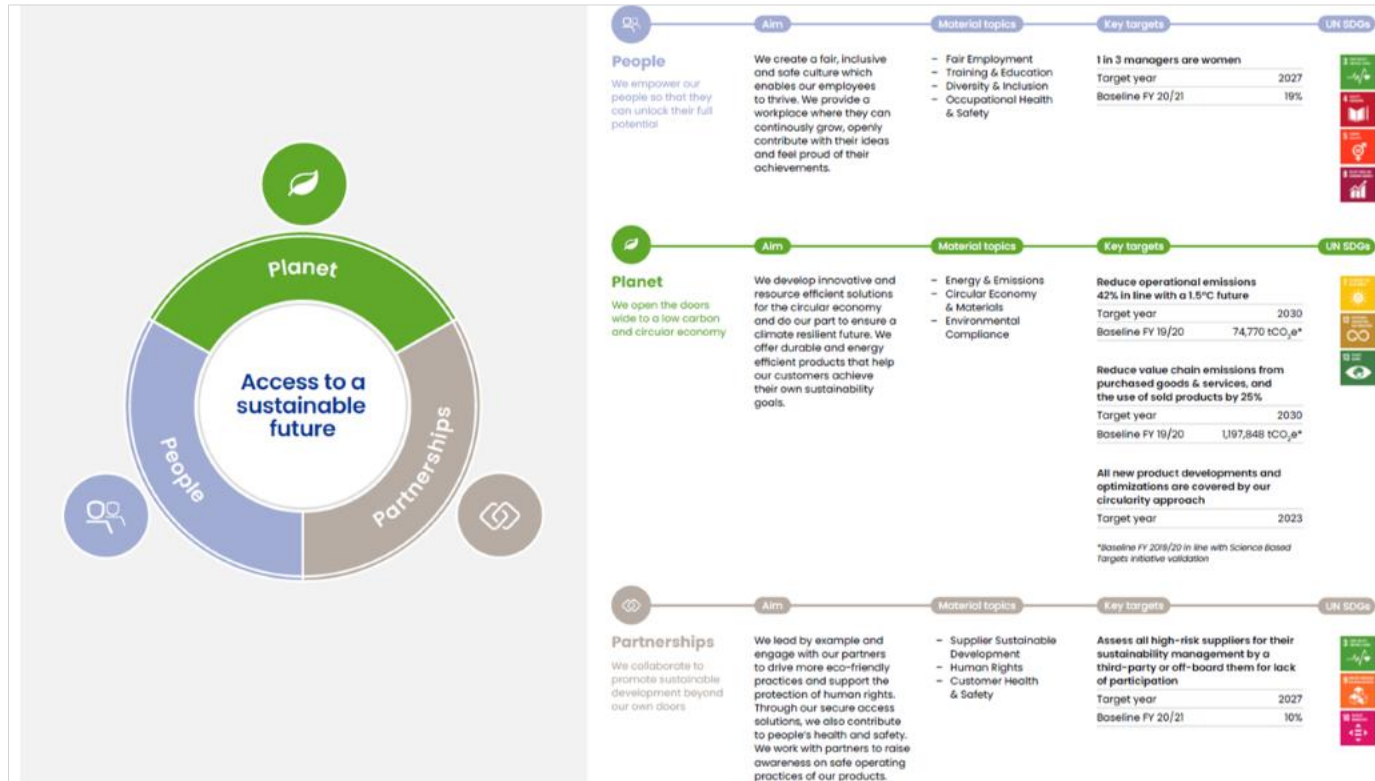 Planet
People
Partnerships
Access to a
sustainable
future
Aim
Material topics
Key targets
UN SDGs
People
We empower our
people so that they
can unlock their full
potential
We create a fair, inclusive
and safe culture which
enables our employees
to thrive. We provide a
workplace where they can
continously grow, openly
contribute with their ideas
and feel proud of their
achievements.
– Fair Employment
– Training & Education
– Diversity & Inclusion
– Occupational Health
& Safety
1 in 3 managers are women
Target year 2027
Baseline FY 20/21 19%
3
4
5
8
Aim
Material topics
Key targets
UN SDGs
Planet
We open the doors
wide to a low carbon
and circular economy
We develop innovative and
resource efficient solutions
for the circular economy
and do our part to ensure a
climate resilient future. We
offer durable and energy
efficient products that help
our customers achieve
their own sustainability
goals.
– Energy & Emissions
– Circular Economy
& Materials
– Environmental
Compliance
Reduce operational emissions
42% in line with a 1.5°C future
Target year 2030
Baseline FY 19/20 74,770 tCO₂e*
Reduce value chain emissions from
purchased goods & services, and
the use of sold products by 25%
Target year 2030
Baseline FY 19/20 1,197,848 tCO₂e*
All new product developments and
optimizations are covered by our
circularity approach
Target year 2023
*Baseline FY 2019/20 in line with Science Based
Targets initiative validation
12
13
Aim
Material topics
Key targets
UN SDGs
Partnerships
We collaborate to
promote sustainable
development beyond
our own doors
We lead by example and
engage with our partners
to drive more eco-friendly
practices and support the
protection of human rights.
Through our secure access
solutions, we also contribute
to people's health and safety.
We work with partners to raise
awareness on safe operating
practices of our products.
– Supplier Sustainable
Development
– Human Rights
– Customer Health
& Safety
Assess all high-risk suppliers for their
sustainability management by a
third-party or off-board them for lack
of participation
Target year 2027
Baseline FY 20/21 10%
3
9
10